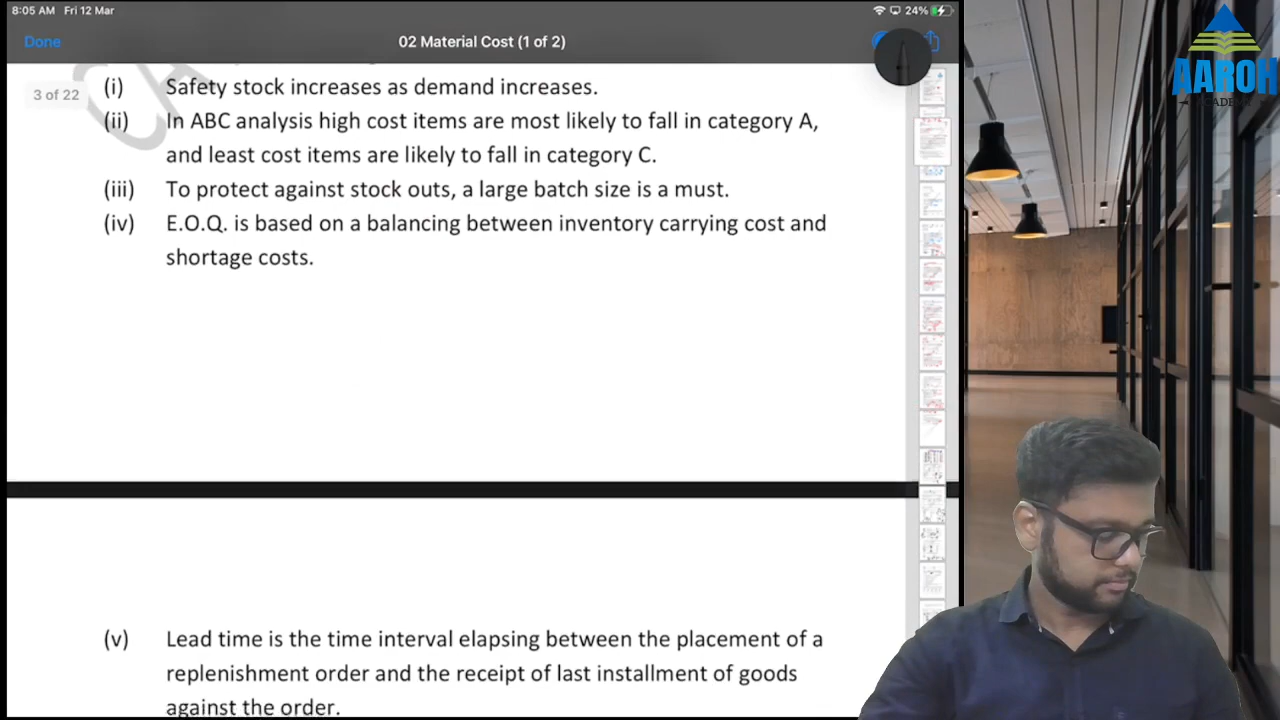 8:05 AM Fri 12 Mar
24%
Done
02 Material Cost (1 of 2)
3 of 22
(i) Safety stock increases as demand increases.
(ii) In ABC analysis high cost items are most likely to fall in category A,
and least cost items are likely to fall in category C.
(iii) To protect against stock outs, a large batch size is a must.
(iv) E.O.Q. is based on a balancing between inventory carrying cost and
shortage costs.
(v) Lead time is the time interval elapsing between the placement of a
replenishment order and the receipt of last installment of goods
against the order.
AAROH
ACADEMY